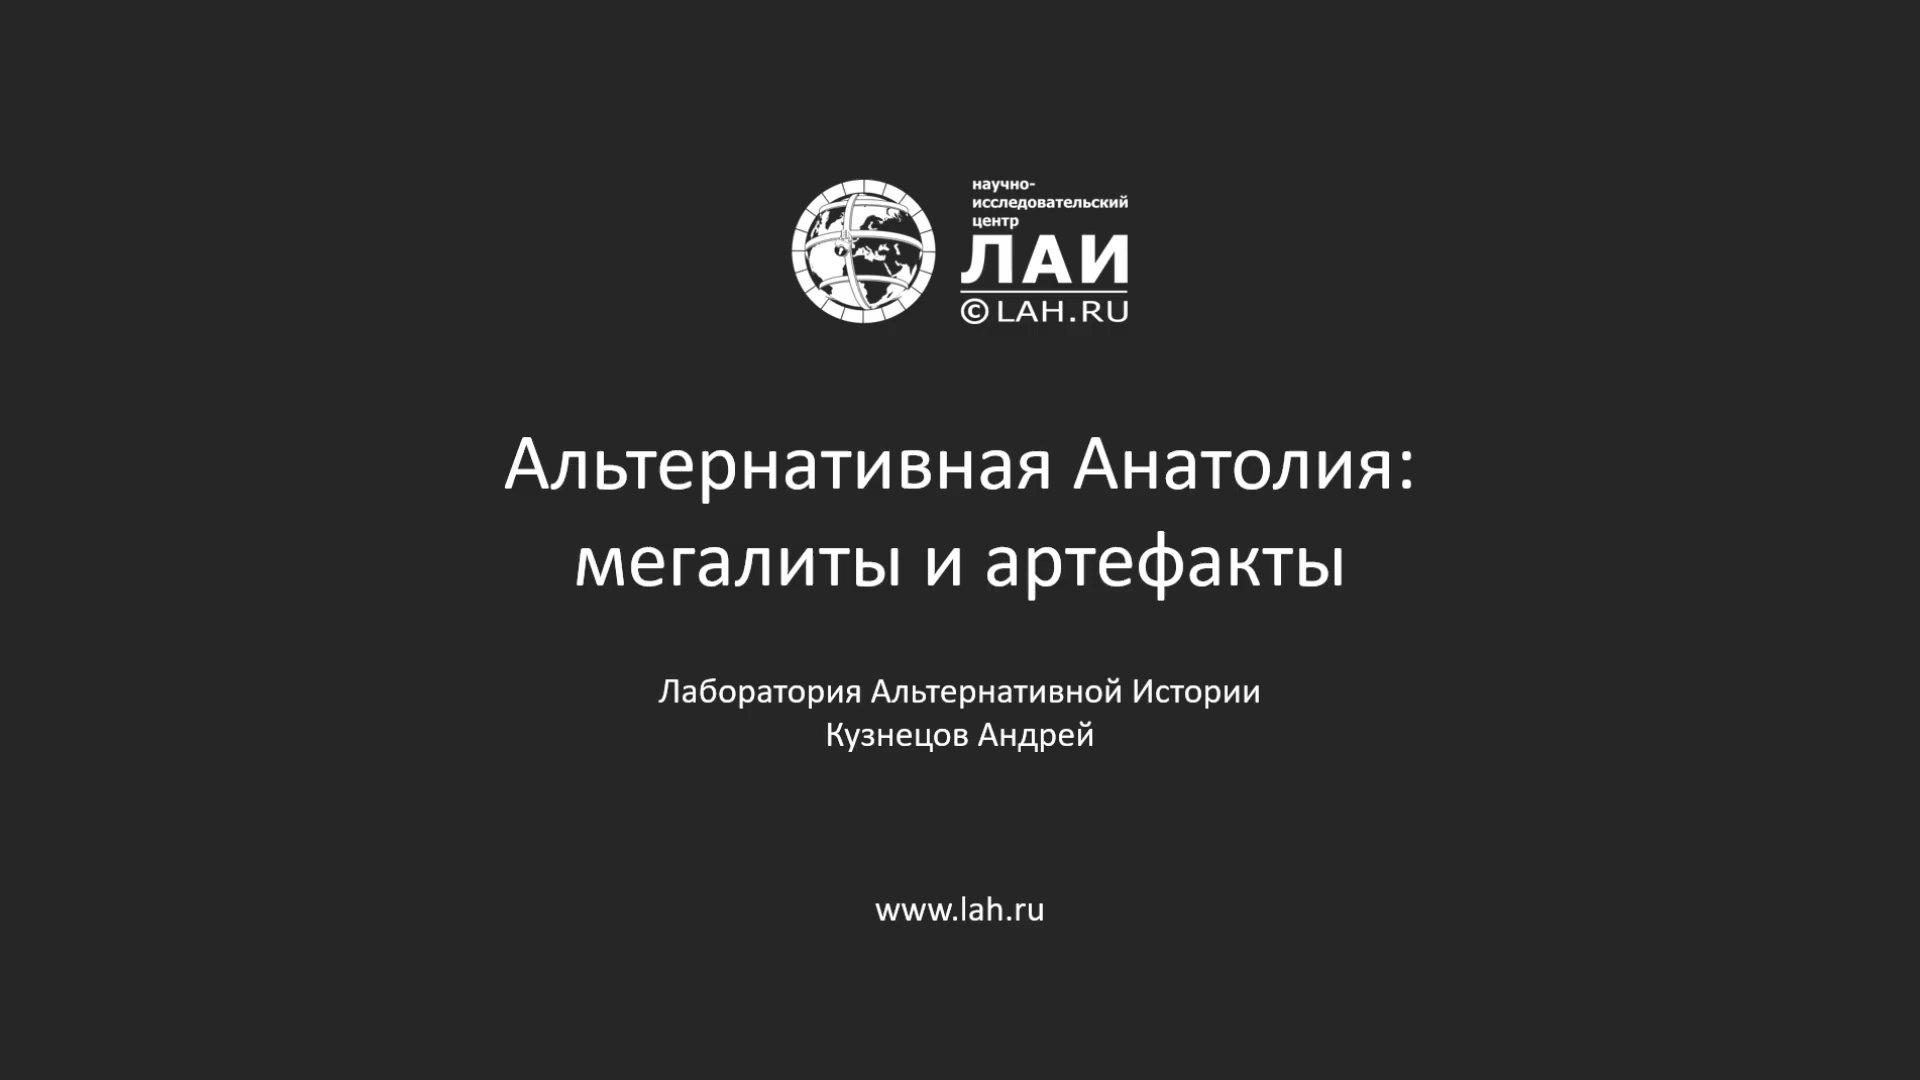 научно-
исследовательский
центр
ЛАИ
©LAH.RU
Альтернативная Анатолия:
мегалиты и артефакты
Лаборатория Альтернативной Истории
Кузнецов Андрей
www.lah.ru